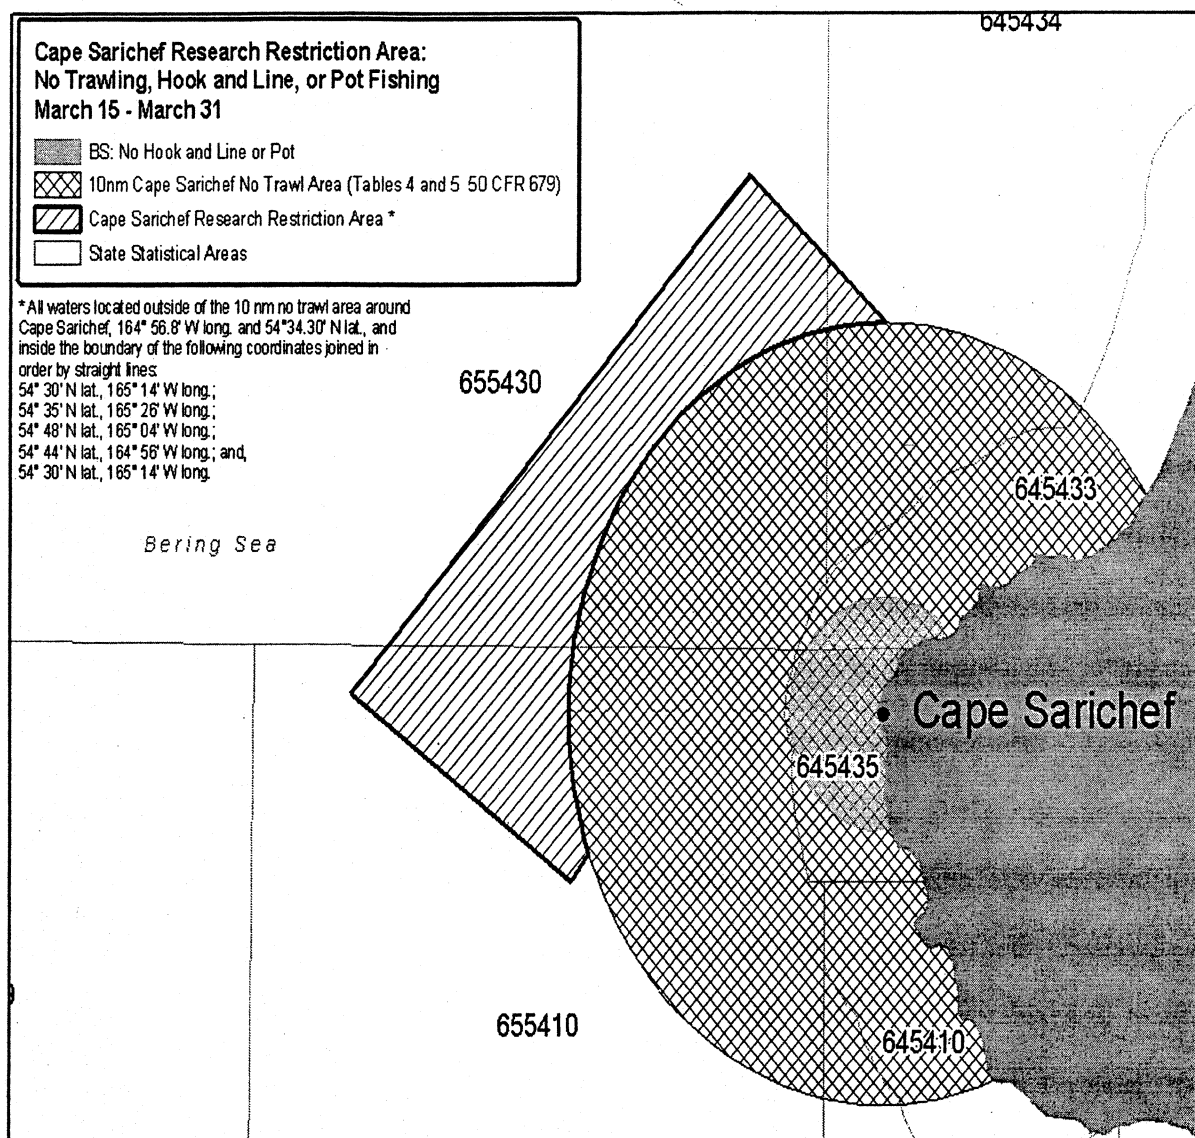 645434
Cape Sarichef Research Restriction Area:
No Trawling, Hook and Line, or Pot Fishing
March 15 - March 31
BS: No Hook and Line or Pot
10nm Cape Sarichef No Trawl Area (Tables 4 and 5 50 CFR 679)
Cape Sarichef Research Restriction Area *
State Statistical Areas
*All waters located outside of the 10 nm no trawl area around
Cape Sarichef, 164° 56.8' W long. and 54°34.30' N lat., and
inside the boundary of the following coordinates joined in
order by straight lines:
54° 30' N lat., 165° 14' W long.;
54° 35' N lat., 165° 26' W long.;
54° 48' N lat., 165° 04' W long.;
54° 44' N lat., 164° 56' W long.; and,
54° 30' N lat., 165° 14' W long.
655430
645433
Bering Sea
Cape Sarichef
645435
655410
645410